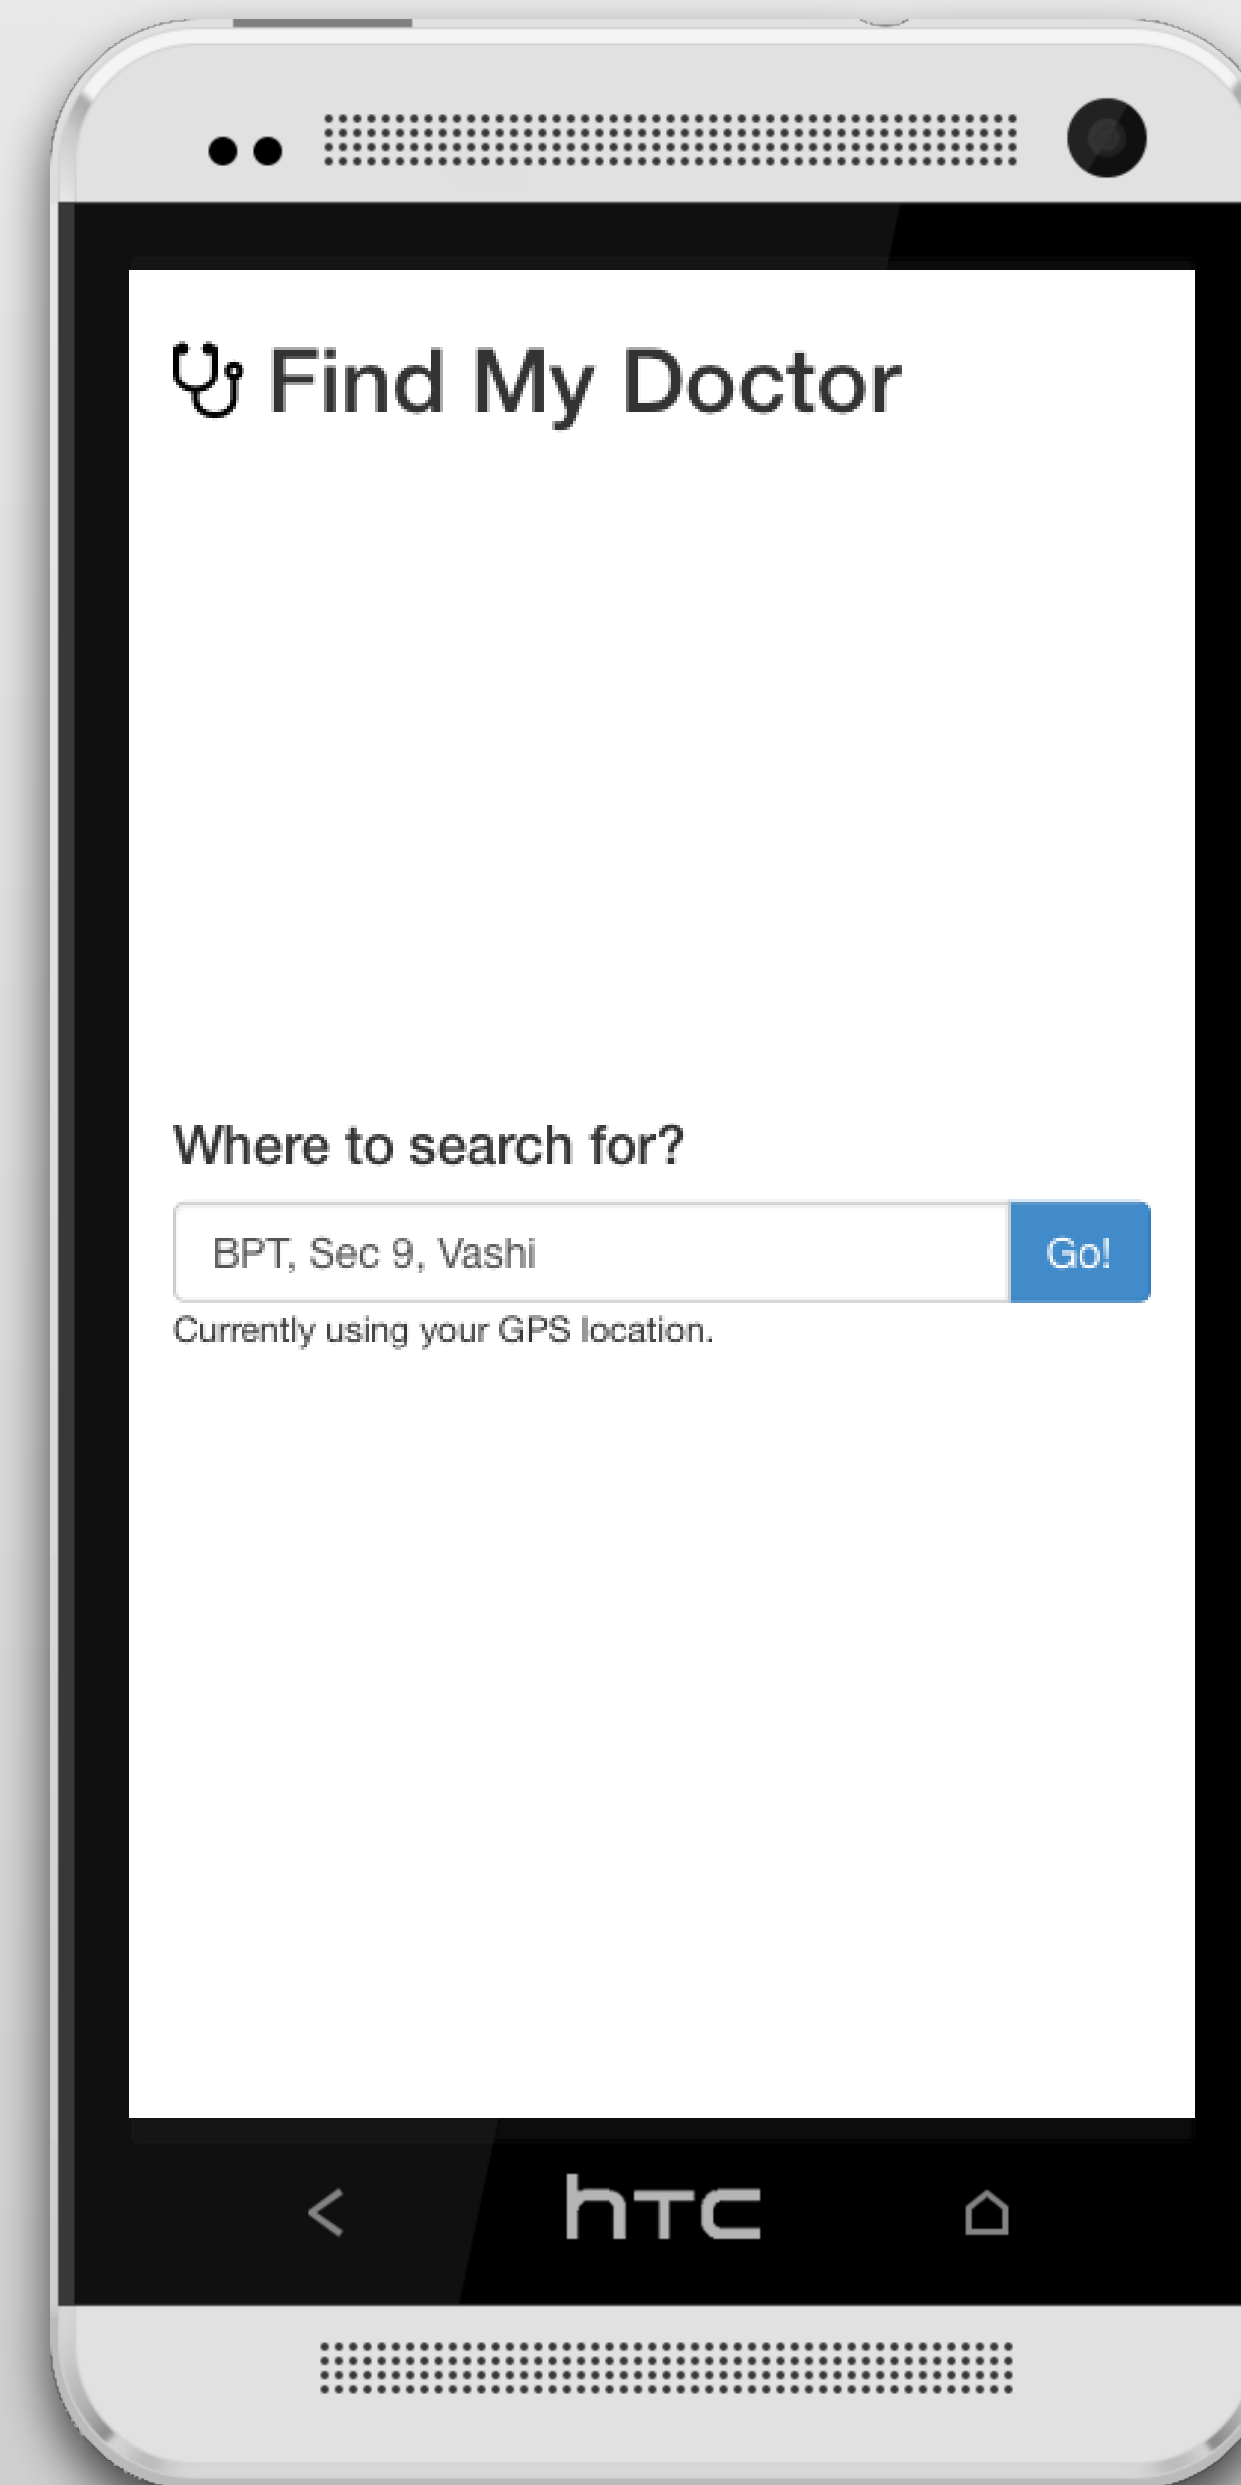 Find My Doctor
Where to search for?
BPT, Sec 9, Vashi
Go!
Currently using your GPS location.
hTC